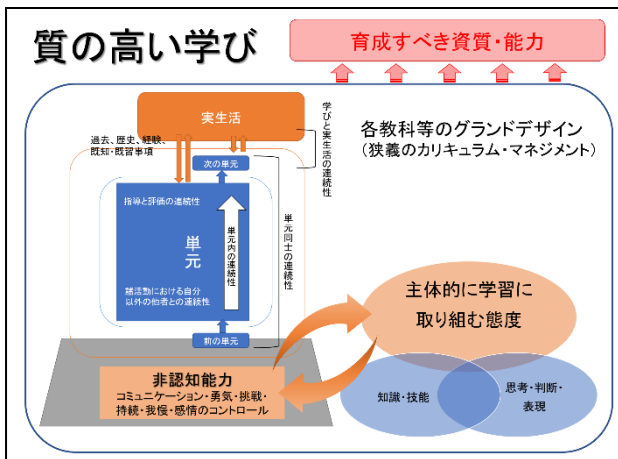 質の高い学び
育成すべき資質・能力
実生活
過去、歴史、経験、
既知・既習事項
学びと実生活の連続性
各教科等のグランドデザイン
(狭義のカリキュラム・マネジメント)
次の単元
指導と評価の連続性
単元
単元内の連続性
単元同士の連続性
諸活動における自分
以外の他者との連続性
前の単元
主体的に学習に
取り組む態度
非認知能力
コミュニケーション・勇気・挑戦・
持続・我慢・感情のコントロール
知識・技能
思考・判断・
表現